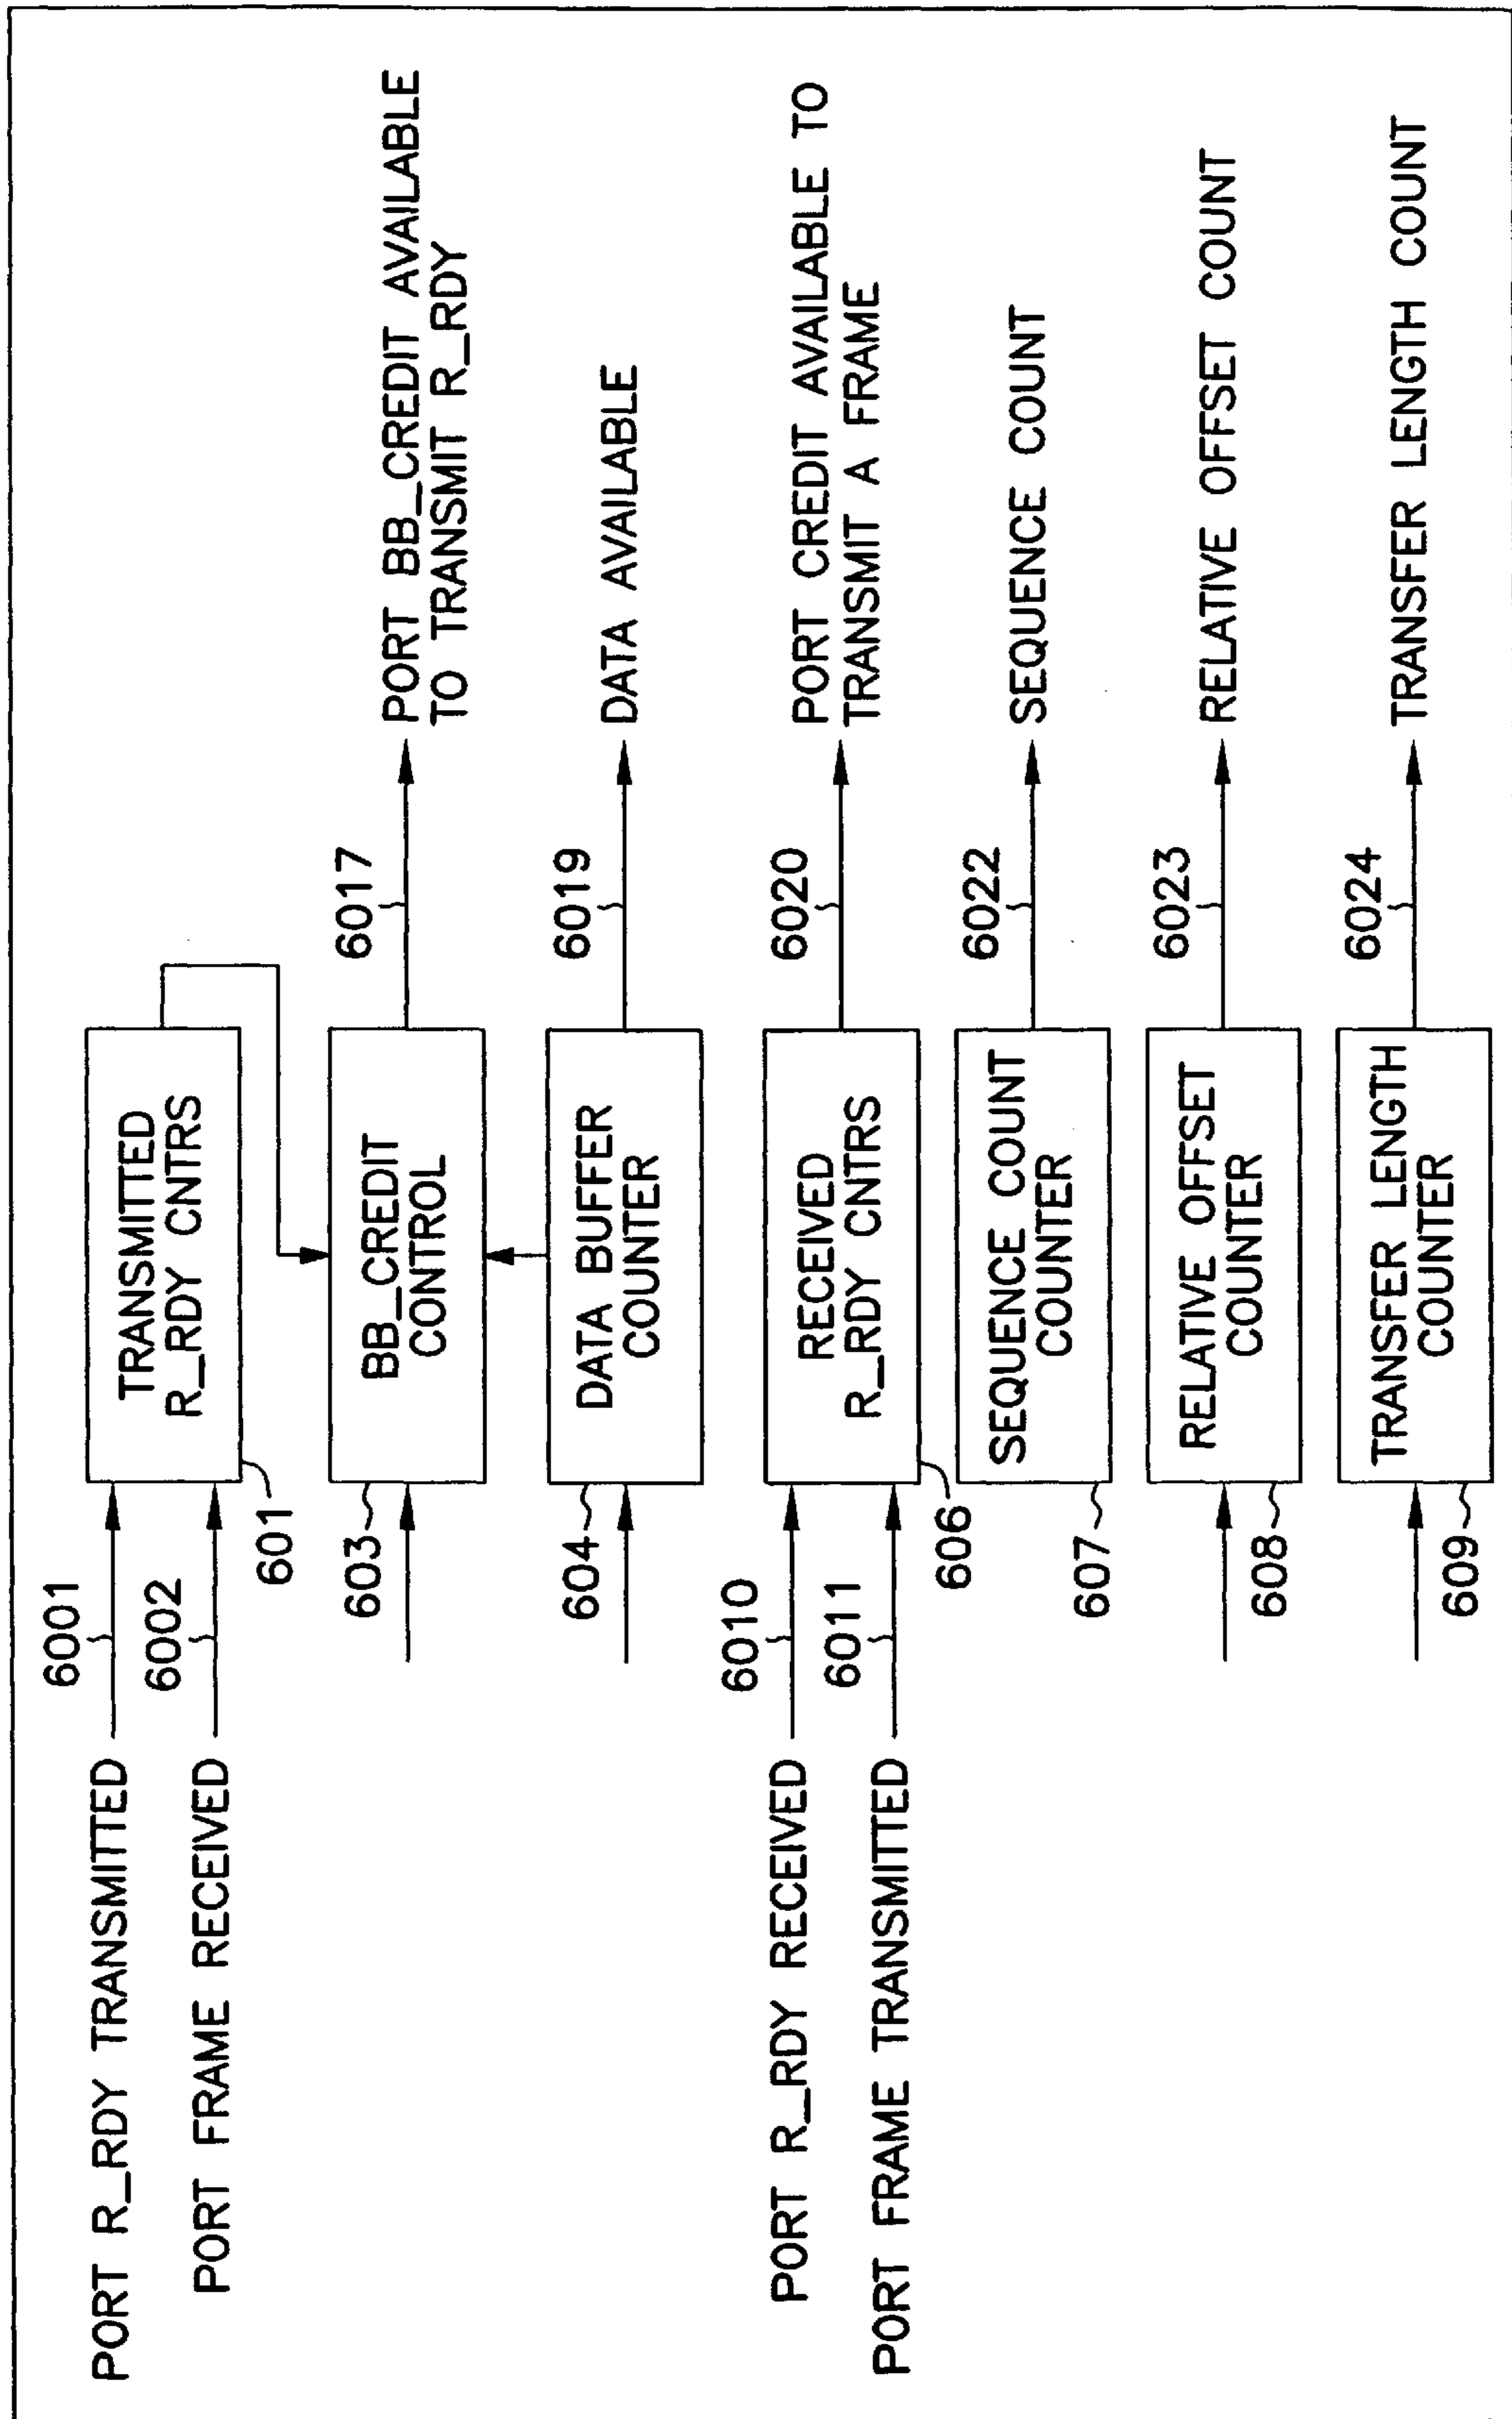 PORT R_RDY TRANSMITTED
6001
PORT FRAME RECEIVED
6002
TRANSMITTED
R_RDY CNTRS
601
603
BB_CREDIT
CONTROL
6017
PORT BB_CREDIT AVAILABLE
TO TRANSMIT R_RDY
604
DATA BUFFER
COUNTER
6019
DATA AVAILABLE
PORT R_RDY RECEIVED
6010
PORT FRAME TRANSMITTED
6011
RECEIVED
R_RDY CNTRS
606
6020
PORT CREDIT AVAILABLE TO
TRANSMIT A FRAME
607
SEQUENCE COUNT
COUNTER
6022
SEQUENCE COUNT
608
RELATIVE OFFSET
COUNTER
6023
RELATIVE OFFSET COUNT
609
TRANSFER LENGTH
COUNTER
6024
TRANSFER LENGTH COUNT